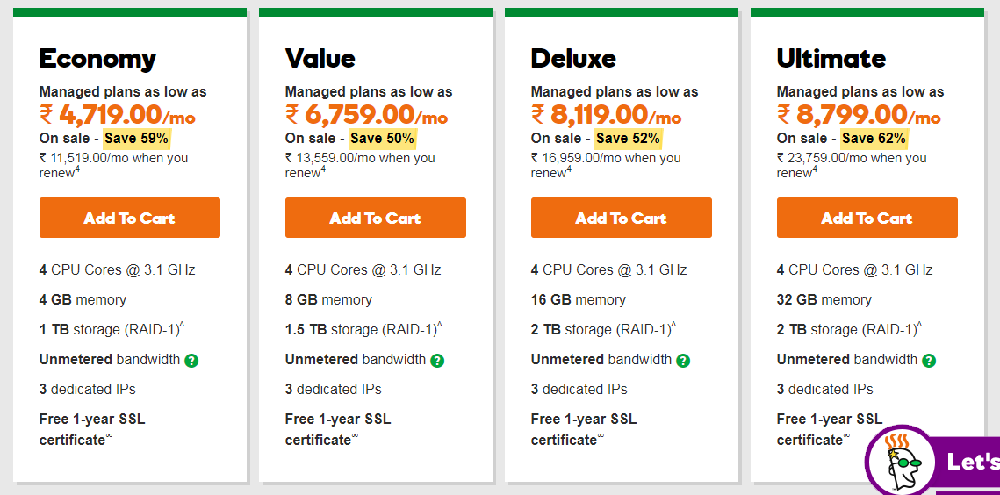 Economy
Managed plans as low as
₹ 4,719.00/mo
On sale - Save 59%
₹ 11,519.00/mo when you
renew4
Add To Cart
4 CPU Cores @ 3.1 GHz
4 GB memory
1 TB storage (RAID-1)^
Unmetered bandwidth ?
3 dedicated IPs
Free 1-year SSL
certificate∞
Value
Managed plans as low as
₹ 6,759.00/mo
On sale - Save 50%
₹ 13,559.00/mo when you
renew4
Add To Cart
4 CPU Cores @ 3.1 GHz
8 GB memory
1.5 TB storage (RAID-1)^
Unmetered bandwidth ?
3 dedicated IPs
Free 1-year SSL
certificate∞
Deluxe
Managed plans as low as
₹ 8,119.00/mo
On sale - Save 52%
₹ 16,959.00/mo when you
renew4
Add To Cart
4 CPU Cores @ 3.1 GHz
16 GB memory
2 TB storage (RAID-1)^
Unmetered bandwidth ?
3 dedicated IPs
Free 1-year SSL
certificate∞
Ultimate
Managed plans as low as
₹ 8,799.00/mo
On sale - Save 62%
₹ 23,759.00/mo when you
renew4
Add To Cart
4 CPU Cores @ 3.1 GHz
32 GB memory
2 TB storage (RAID-1)^
Unmetered bandwidth ?
3 dedicated IPs
Free 1-year SSL
certificate∞
Let's